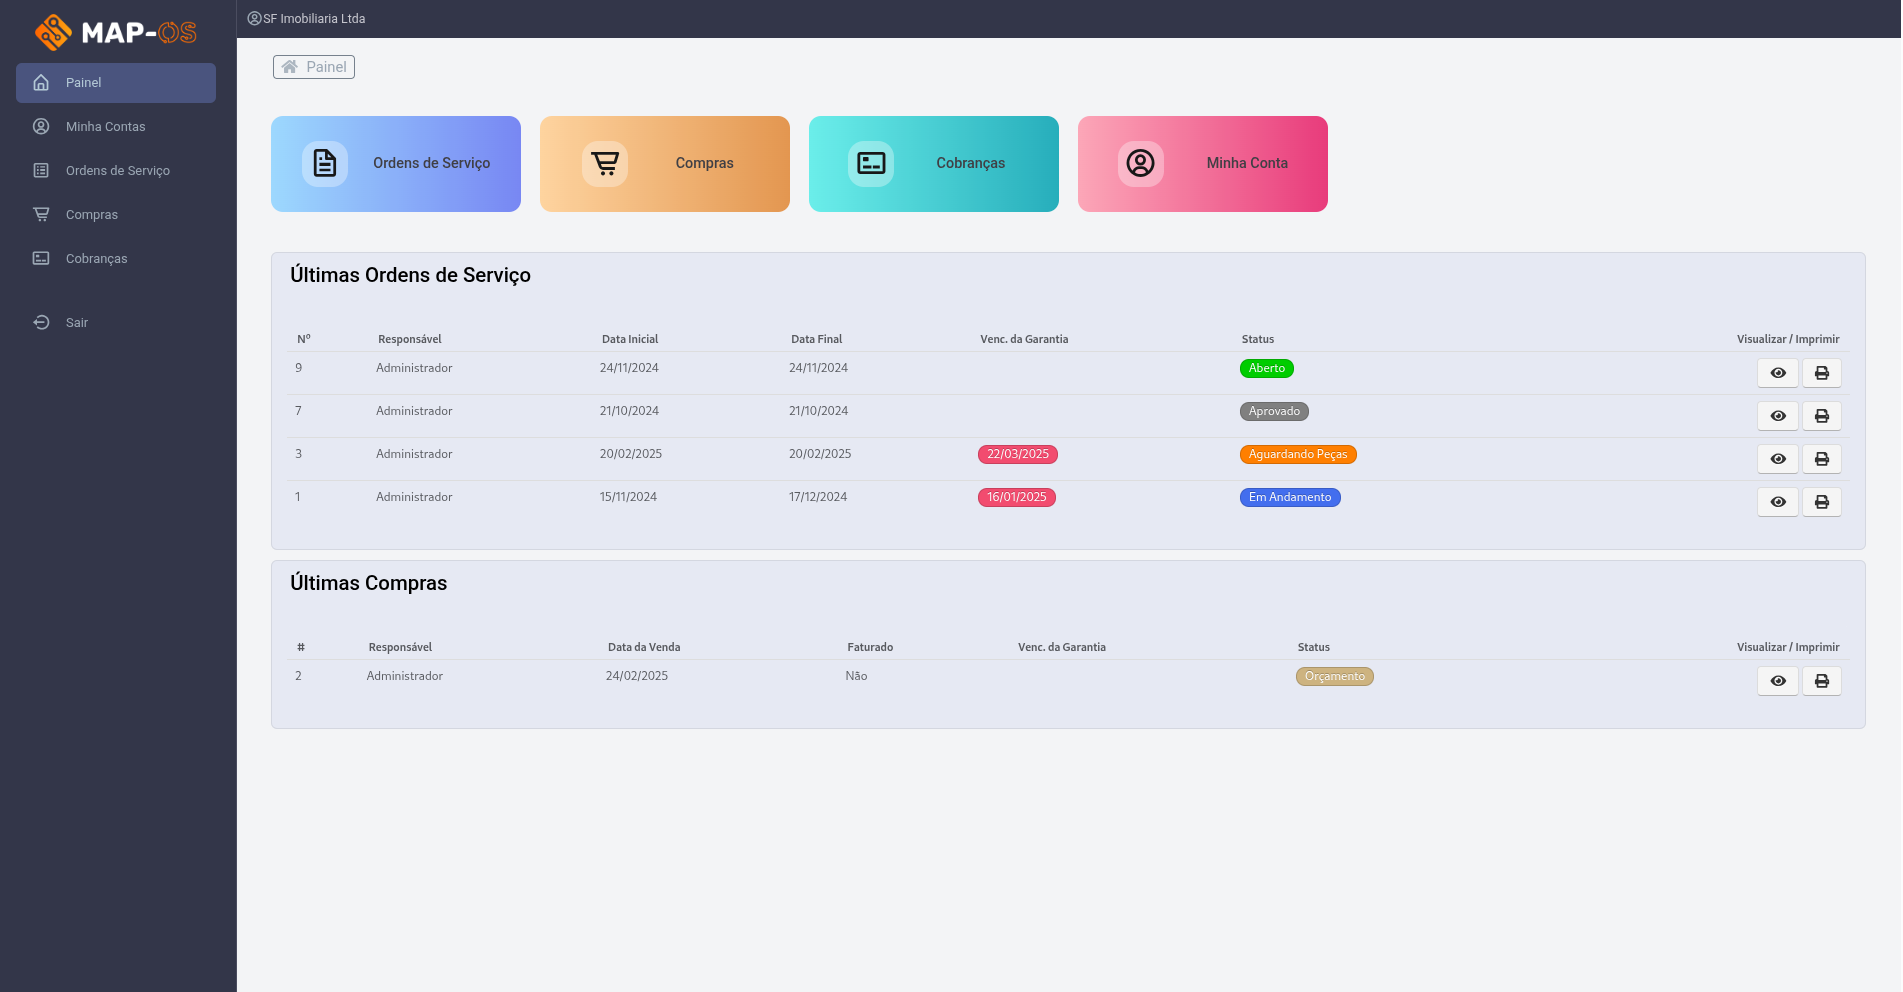 MAP-OS
SF Imobiliaria Ltda
Painel
Minha Contas
Ordens de Serviço
Compras
Cobranças
Sair
Painel
Ordens de Serviço
Compras
Cobranças
Minha Conta
Últimas Ordens de Serviço
Nº Responsável Data Inicial Data Final Venc. da Garantia Status Visualizar / Imprimir
9 Administrador 24/11/2024 24/11/2024 Aberto
7 Administrador 21/10/2024 21/10/2024 Aprovado
3 Administrador 20/02/2025 20/02/2025 22/03/2025 Aguardando Peças
1 Administrador 15/11/2024 17/12/2024 16/01/2025 Em Andamento
Últimas Compras
# Responsável Data da Venda Faturado Venc. da Garantia Status Visualizar / Imprimir
2 Administrador 24/02/2025 Não Orçamento